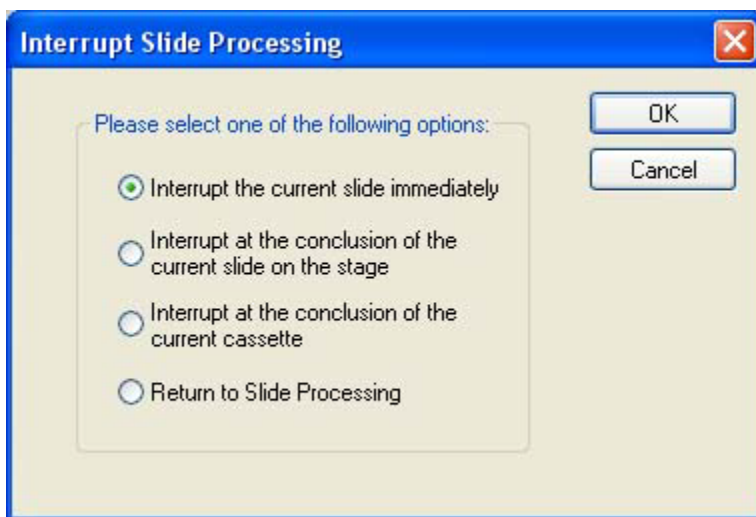 Interrupt Slide Processing
Please select one of the following options:
OK
Cancel
Interrupt the current slide immediately
Interrupt at the conclusion of the
current slide on the stage
Interrupt at the conclusion of the
current cassette
Return to Slide Processing